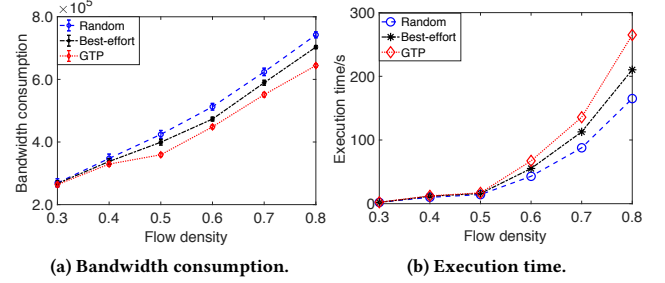 ×10^5
8.0
6.0
4.0
2.0
Bandwidth consumption
Random
Best-effort
GTP
0.3 0.4 0.5 0.6 0.7 0.8
Flow density
(a) Bandwidth consumption.
300
200
100
0
Execution time/s
Random
Best-effort
GTP
0.3 0.4 0.5 0.6 0.7 0.8
Flow density
(b) Execution time.